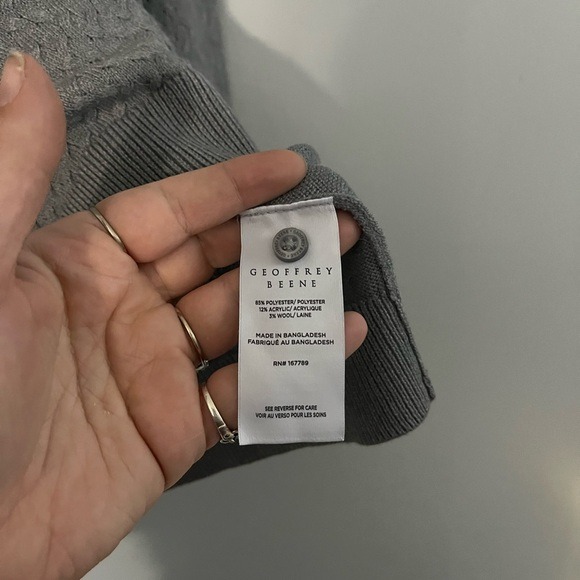 GEOFFREY
BEENE
65% POLYESTER/ POLYESTER
12% ACRYLIC/ ACRYLIQUE
3% WOOL/ LAINE
MADE IN BANGLADESH
FABRIQUÉ AU BANGLADESH
RN# 167789
SEE REVERSE FOR CARE
VOIR AU VERSO POUR LES SOINS